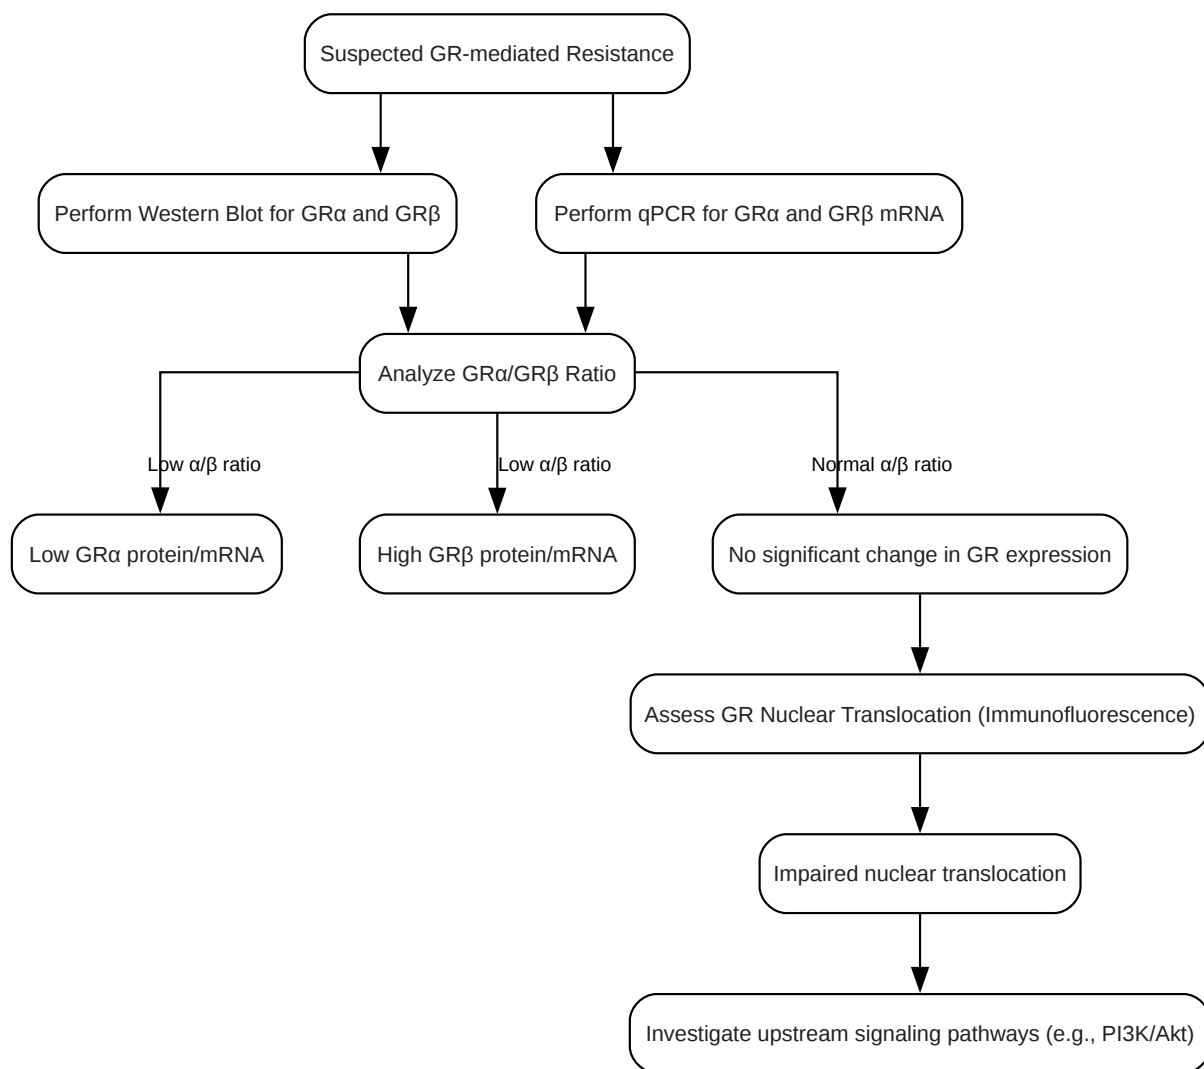 Suspected GR-mediated Resistance
Perform Western Blot for GRα and GRβ
Perform qPCR for GRα and GRβ mRNA
Analyze GRα/GRβ Ratio
Low α/β ratio
Low α/β ratio
Normal α/β ratio
Low GRα protein/mRNA
High GRβ protein/mRNA
No significant change in GR expression
Assess GR Nuclear Translocation (Immunofluorescence)
Impaired nuclear translocation
Investigate upstream signaling pathways (e.g., PI3K/Akt)